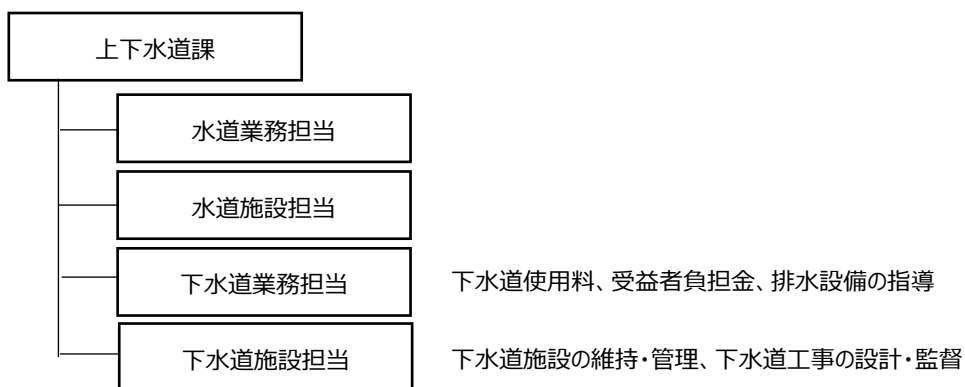 上下水道課
水道業務担当
水道施設担当
下水道業務担当 下水道使用料、受益者負担金、排水設備の指導
下水道施設担当 下水道施設の維持・管理、下水道工事の設計・監督